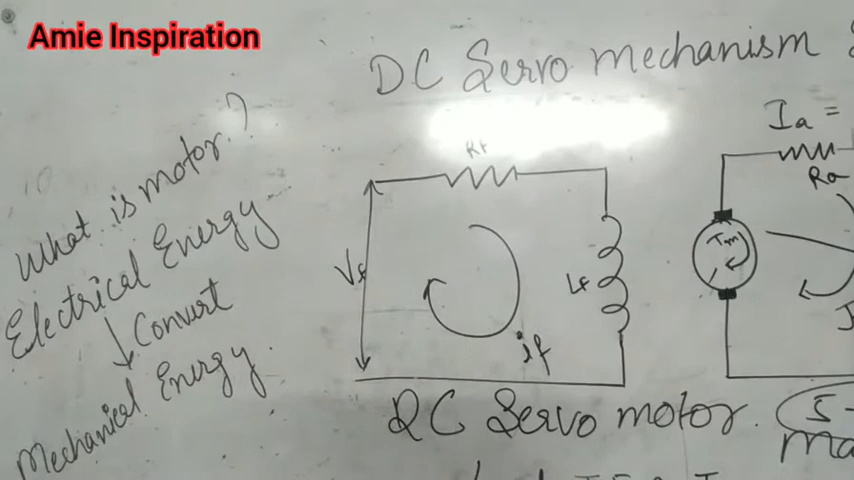 Amie Inspiration
DC Servo mechanism
What is motor?
Electrical Energy
Convert
Mechanical Energy.
Rf
Vf
if
Lf
Ia =
Ra
Tm
DC Servo motor.